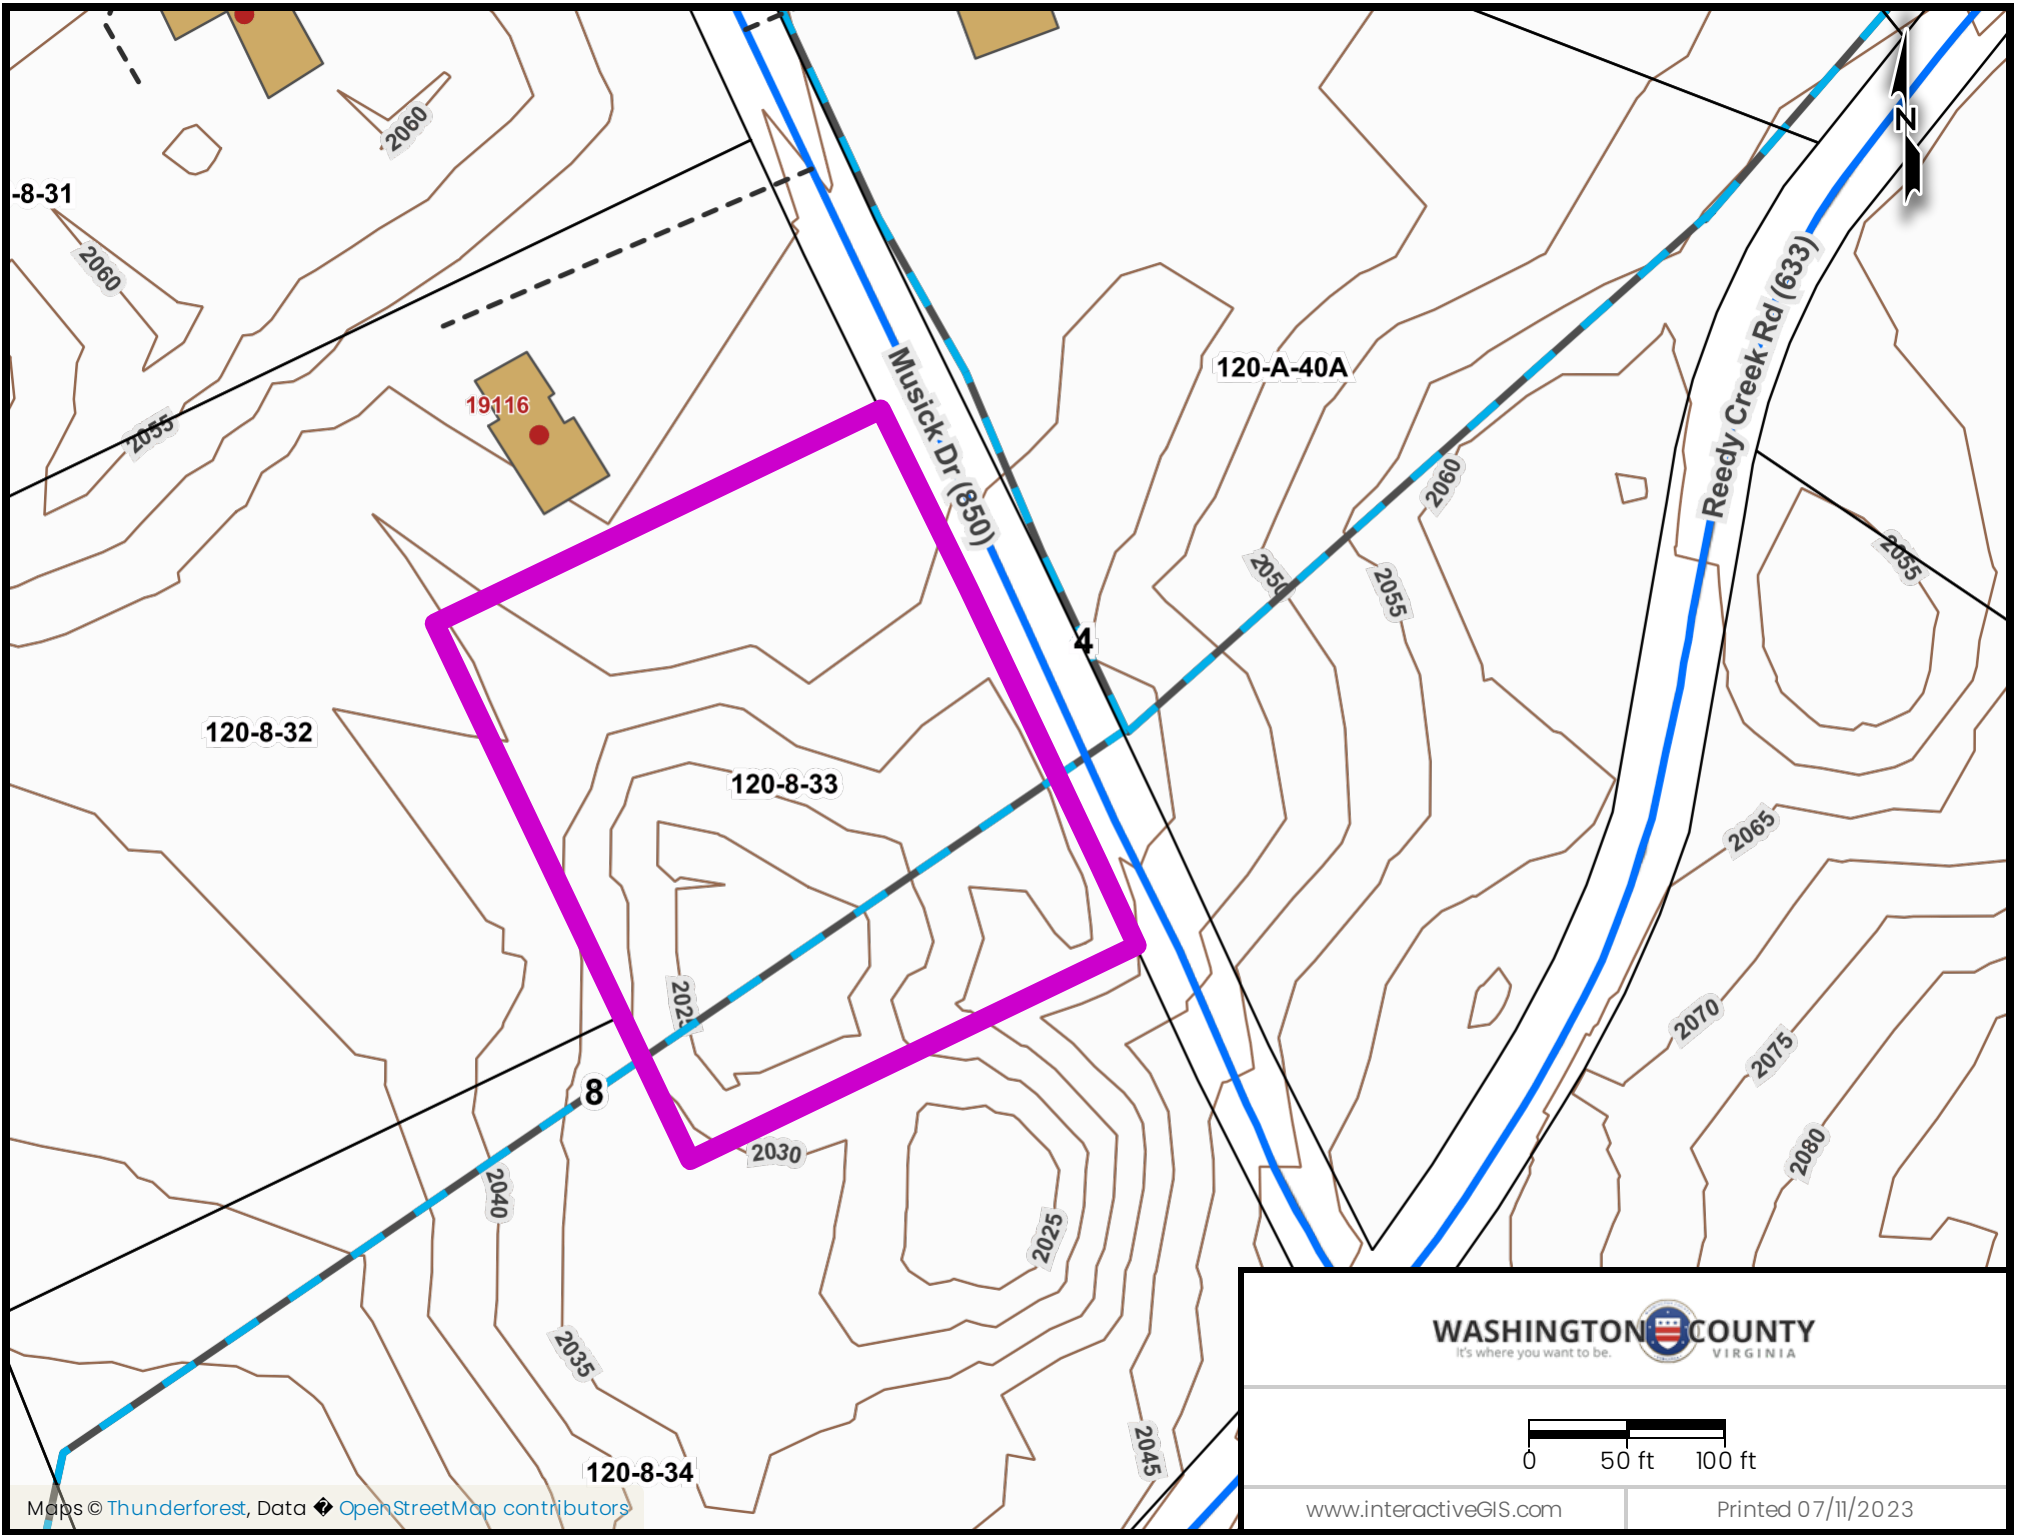 2060
-8-31
N
2060
Reedy Creek Rd (633)
120-A-40A
Musick Dr (850)
19116
2055
2060
2055
2050
2055
4
120-8-32
120-8-33
2065
2025
2070
2075
8
2030
2080
2040
2025
2035
WASHINGTON COUNTY
It's where you want to be. VIRGINIA
2045
0 50 ft 100 ft
120-8-34
Maps © Thunderforest, Data � OpenStreetMap contributors
www.interactiveGIS.com
Printed 07/11/2023